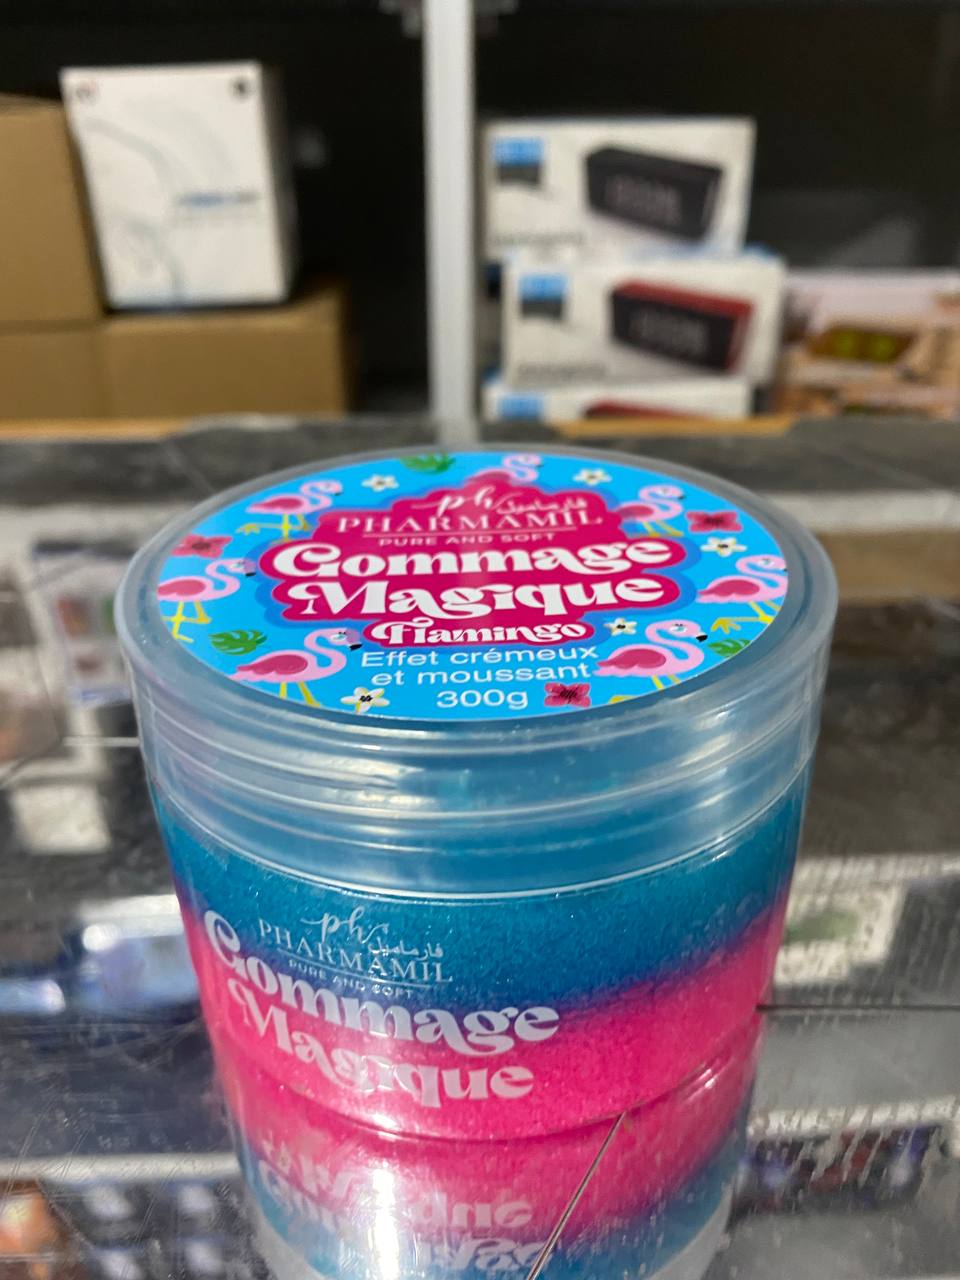 ph
فارماميل
PHARMAMIL
PURE AND SOFT
Gommage
Magique
Flamingo
Effet crémeux
et moussant
300g
ph
فارماميل
PHARMAMIL
PURE AND SOFT
Gommage
Magique